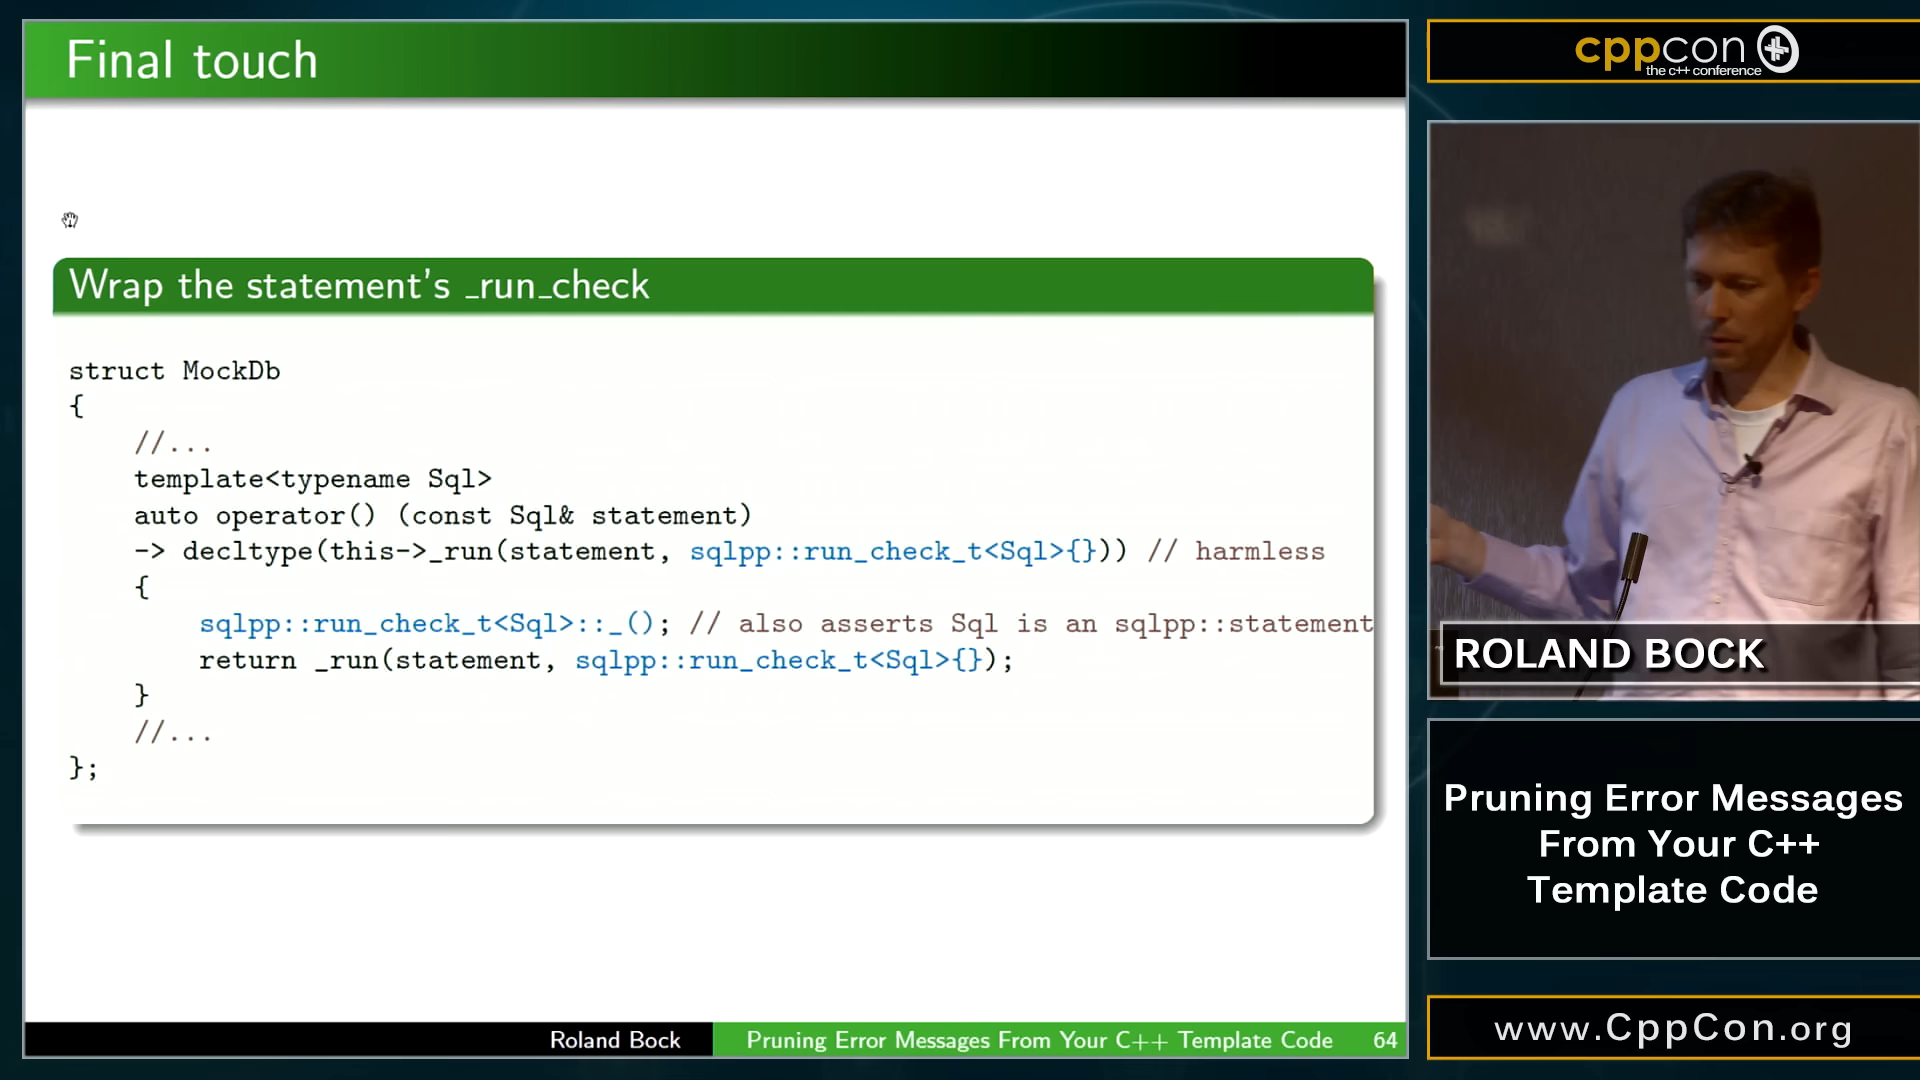 Final touch
Wrap the statement's _run_check
struct MockDb
{
//...
template<typename Sql>
auto operator() (const Sql& statement)
-> decltype(this->_run(statement, sqlpp::run_check_t<Sql>{})) // harmless
{
sqlpp::run_check_t<Sql>::_(); // also asserts Sql is an sqlpp::statement
return _run(statement, sqlpp::run_check_t<Sql>{});
}
//...
};
Roland Bock
Pruning Error Messages From Your C++ Template Code
64
cppcon
the c++ conference
ROLAND BOCK
Pruning Error Messages
From Your C++
Template Code
www.CppCon.org